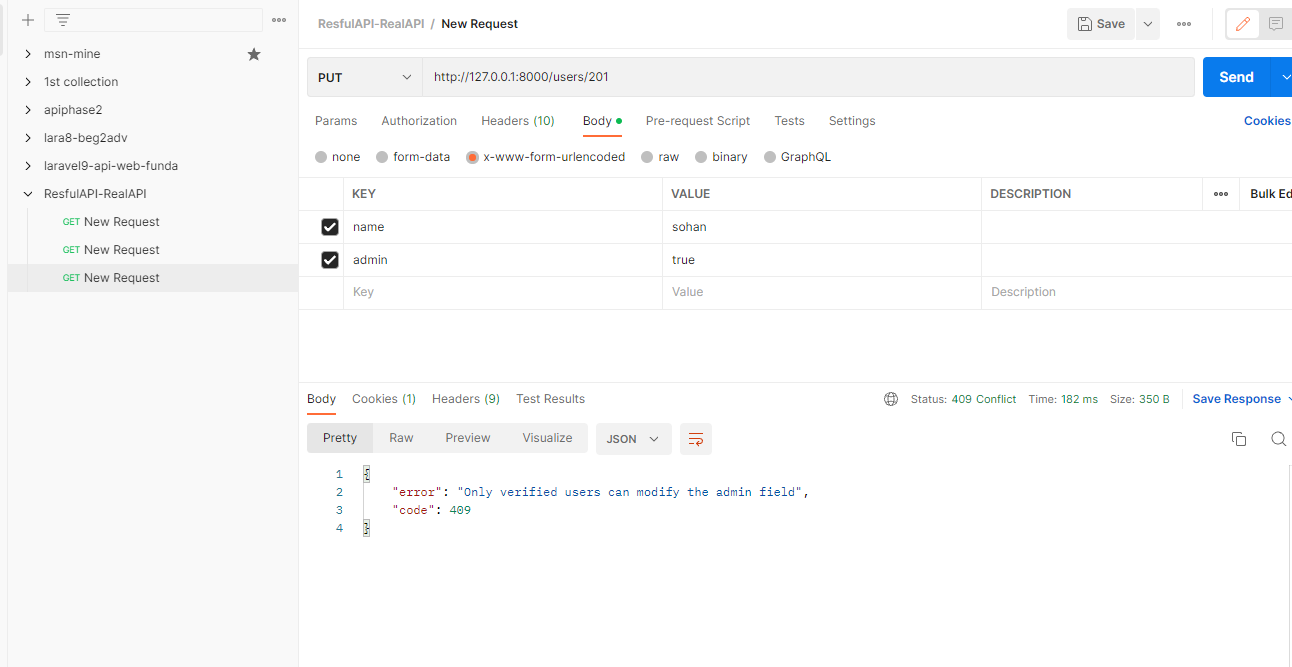 ResfulAPI-RealAPI / New Request
Save
msn-mine
1st collection
apiphase2
lara8-beg2adv
laravel9-api-web-funda
ResfulAPI-RealAPI
GET New Request
GET New Request
GET New Request
PUT
http://127.0.0.1:8000/users/201
Send
Params Authorization Headers (10) Body Pre-request Script Tests Settings Cookies
none form-data x-www-form-urlencoded raw binary GraphQL
KEY VALUE DESCRIPTION Bulk Ed
name sohan
admin true
Key Value Description
Body Cookies (1) Headers (9) Test Results Status: 409 Conflict Time: 182 ms Size: 350 B Save Response
Pretty Raw Preview Visualize JSON
1 {
2 "error": "Only verified users can modify the admin field",
3 "code": 409
4 }